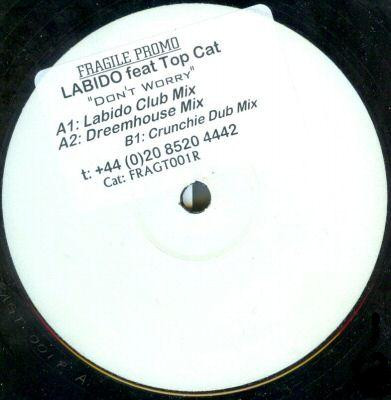 FRAGILE PROMO
LABIDO feat Top Cat
"DON'T WORRY"
A1: Labido Club Mix
A2: Dreemhouse Mix
B1: Crunchie Dub Mix
t: +44 (0)20 8520 4442
Cat: FRAGT001R